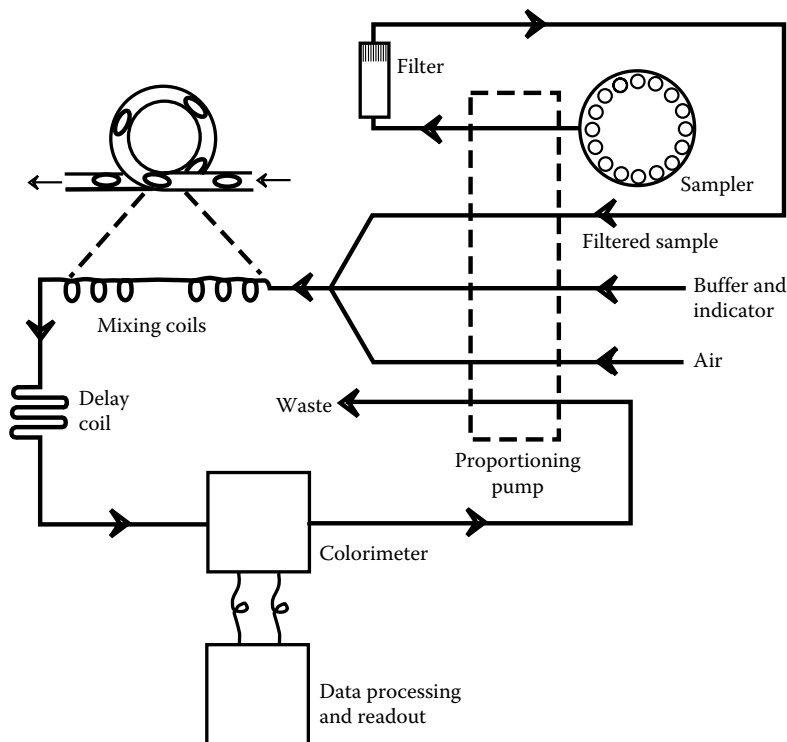 Filter
Sampler
Filtered sample
Buffer and
indicator
Mixing coils
Air
Delay
coil
Waste
Proportioning
pump
Colorimeter
Data processing
and readout